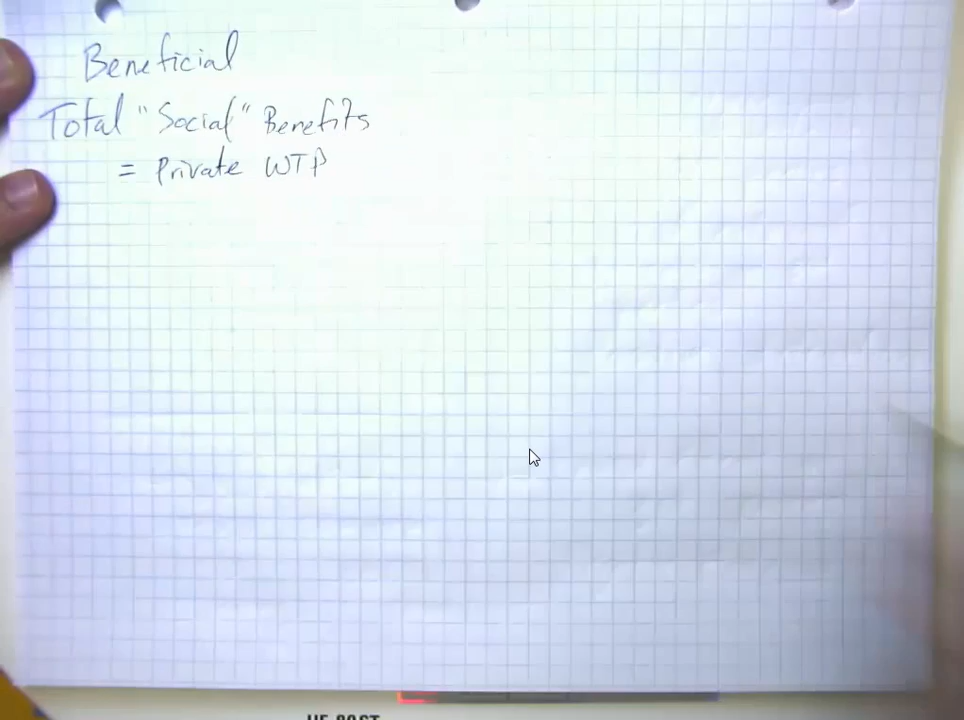 Beneficial
Total "Social" Benefits
= Private WTP